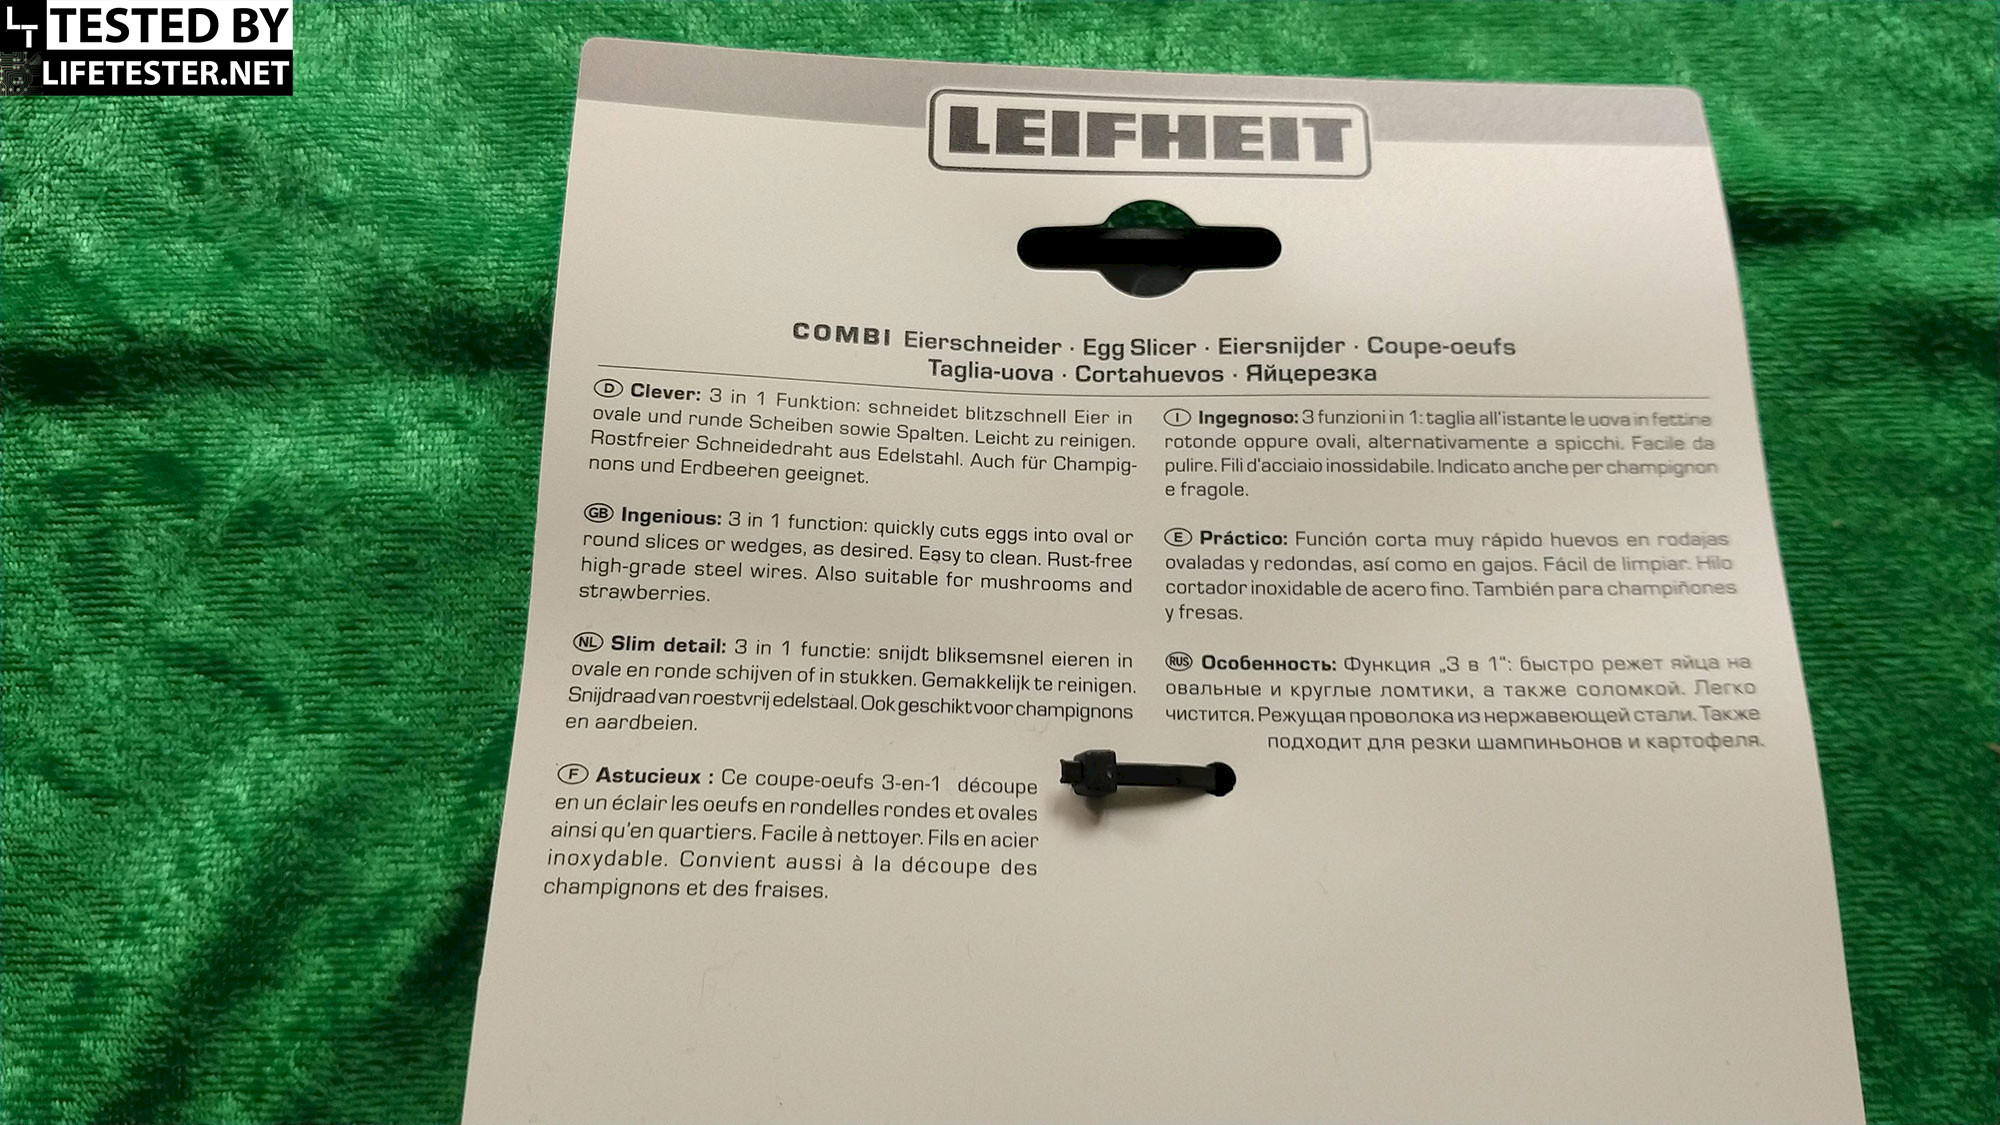 LT TESTED BY
LIFETESTER.NET
LEIFHEIT
COMBI Eierschneider · Egg Slicer · Eiersnijder · Coupe-oeufs
Taglia-uova · Cortahuevos · Яйцерезка
D Clever: 3 in 1 Funktion: schneidet blitzschnell Eier in
ovale und runde Scheiben sowie Spalten. Leicht zu reinigen.
Rostfreier Schneidedraht aus Edelstahl. Auch für Champig-
nons und Erdbeeren geeignet.
GB Ingenious: 3 in 1 function: quickly cuts eggs into oval or
round slices or wedges, as desired. Easy to clean. Rust-free
high-grade steel wires. Also suitable for mushrooms and
strawberries.
NL Slim detail: 3 in 1 functie: snijdt bliksemsnel eieren in
ovale en ronde schijven of in stukken. Gemakkelijk te reinigen.
Snijdraad van roestvrij edelstaal. Ook geschikt voor champignons
en aardbeien.
F Astucieux : Ce coupe-oeufs 3-en-1 découpe
en un éclair les oeufs en rondelles rondes et ovales
ainsi qu'en quartiers. Facile à nettoyer. Fils en acier
inoxydable. Convient aussi à la découpe des
champignons et des fraises.
I Ingegnoso: 3 funzioni in 1: taglia all'istante le uova in fettine
rotonde oppure ovali, alternativamente a spicchi. Facile da
pulire. Fili d'acciaio inossidabile. Indicato anche per champignon
e fragole.
E Práctico: Función corta muy rápido huevos en rodajas
ovaladas y redondas, así como en gajos. Fácil de limpiar. Hilo
cortador inoxidable de acero fino. También para champiñones
y fresas.
RUS Особенность: Функция „3 в 1“: быстро режет яйца на
овальные и круглые ломтики, а также соломкой. Легко
чистится. Режущая проволока из нержавеющей стали. Также
подходит для резки шампиньонов и картофеля.